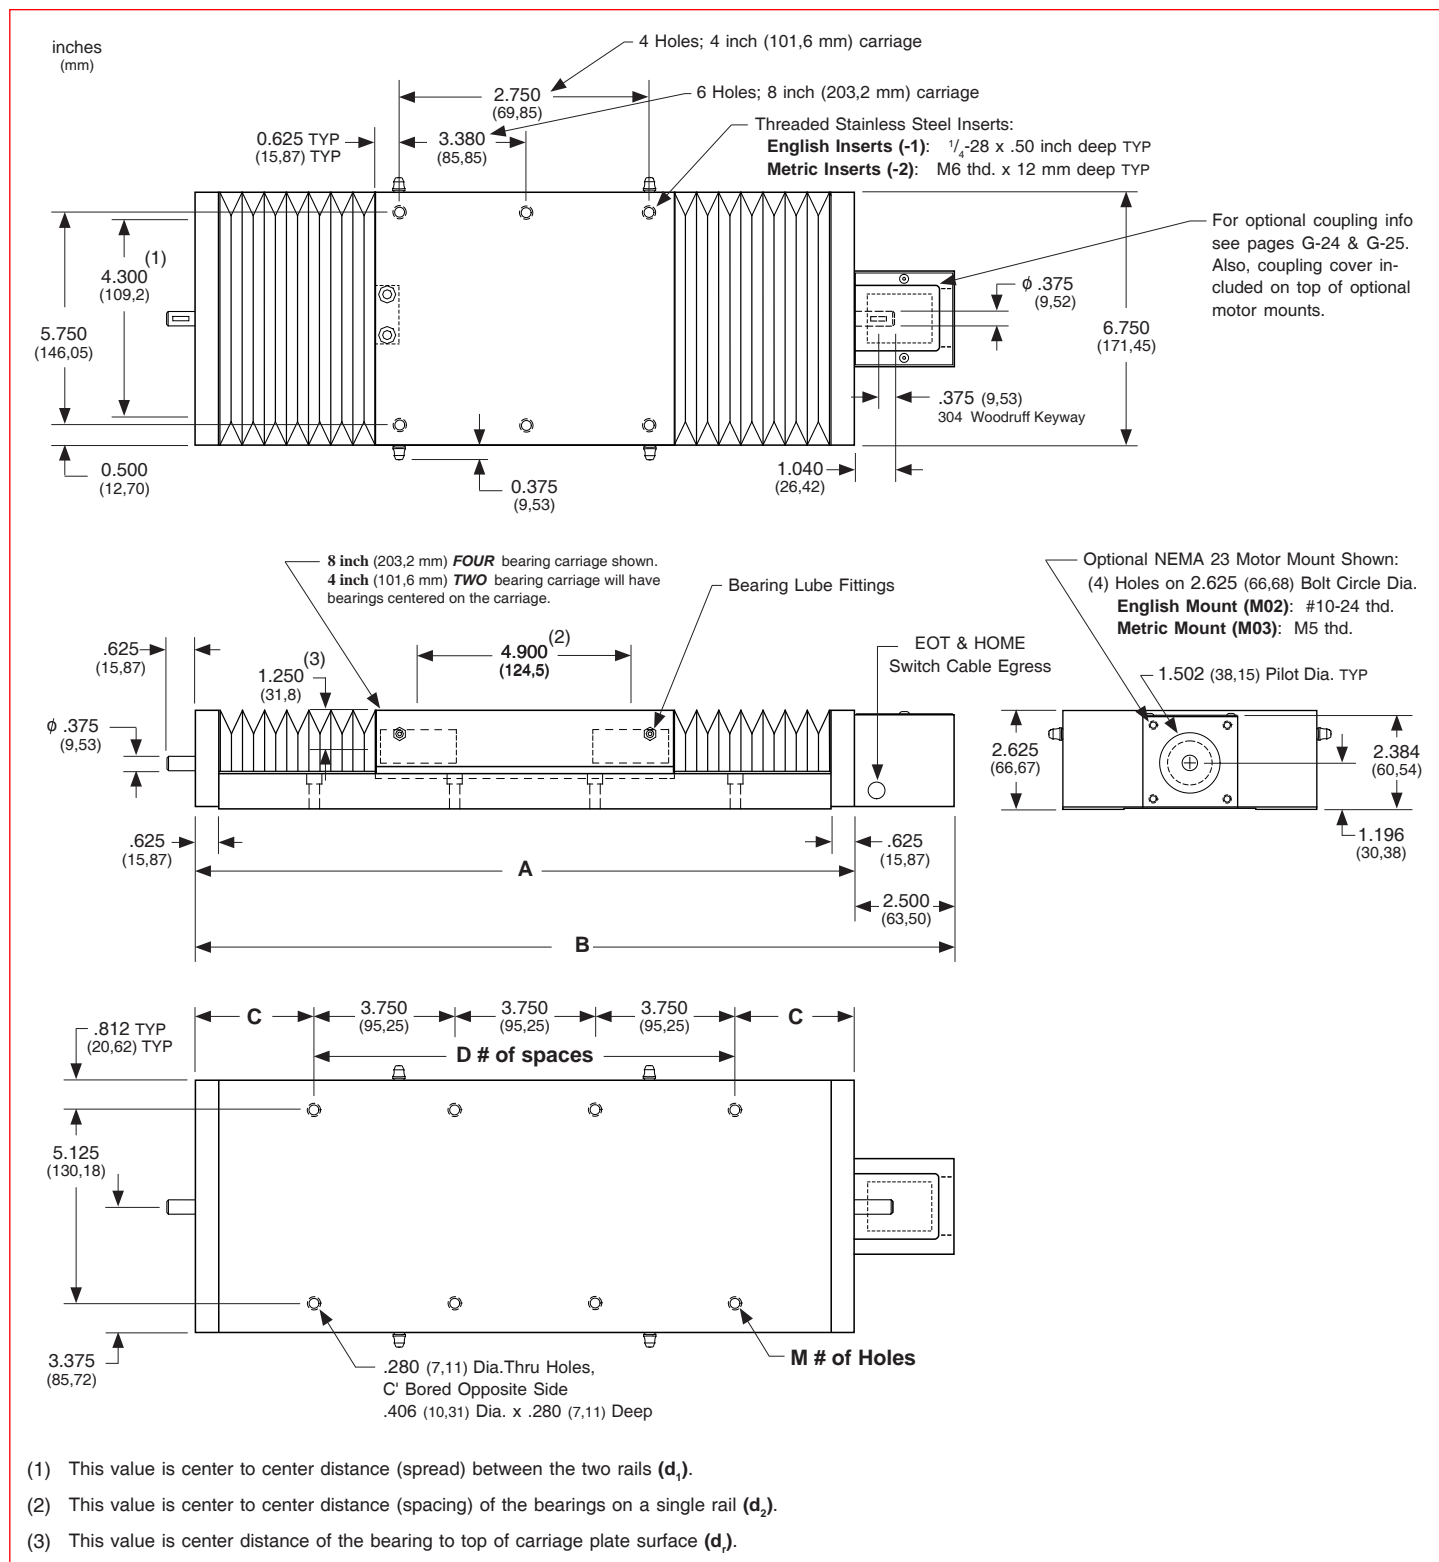 inches
(mm)
4 Holes; 4 inch (101,6 mm) carriage
2.750
(69,85)
6 Holes; 8 inch (203,2 mm) carriage
0.625 TYP
(15,87) TYP
3.380
(85,85)
Threaded Stainless Steel Inserts:
English Inserts (-1): 1/4-28 x .50 inch deep TYP
Metric Inserts (-2): M6 thd. x 12 mm deep TYP
For optional coupling info
see pages G-24 & G-25.
Also, coupling cover in-
cluded on top of optional
motor mounts.
4.300(1)
(109,2)
5.750
(146,05)
ϕ .375
(9,52)
6.750
(171,45)
.375 (9,53)
304 Woodruff Keyway
0.500
(12,70)
0.375
(9,53)
1.040
(26,42)
8 inch (203,2 mm) FOUR bearing carriage shown.
4 inch (101,6 mm) TWO bearing carriage will have
bearings centered on the carriage.
Bearing Lube Fittings
Optional NEMA 23 Motor Mount Shown:
(4) Holes on 2.625 (66,68) Bolt Circle Dia.
English Mount (M02): #10-24 thd.
Metric Mount (M03): M5 thd.
.625
(15,87)
1.250(3)
(31,8)
4.900(2)
(124,5)
EOT & HOME
Switch Cable Egress
1.502 (38,15) Pilot Dia. TYP
ϕ .375
(9,53)
2.625
(66,67)
2.384
(60,54)
.625
(15,87)
A
.625
(15,87)
1.196
(30,38)
2.500
(63,50)
B
C
3.750
(95,25)
3.750
(95,25)
3.750
(95,25)
C
.812 TYP
(20,62) TYP
D # of spaces
5.125
(130,18)
3.375
(85,72)
.280 (7,11) Dia.Thru Holes,
C' Bored Opposite Side
.406 (10,31) Dia. x .280 (7,11) Deep
M # of Holes
(1) This value is center to center distance (spread) between the two rails (d1).
(2) This value is center to center distance (spacing) of the bearings on a single rail (d2).
(3) This value is center distance of the bearing to top of carriage plate surface (dr).